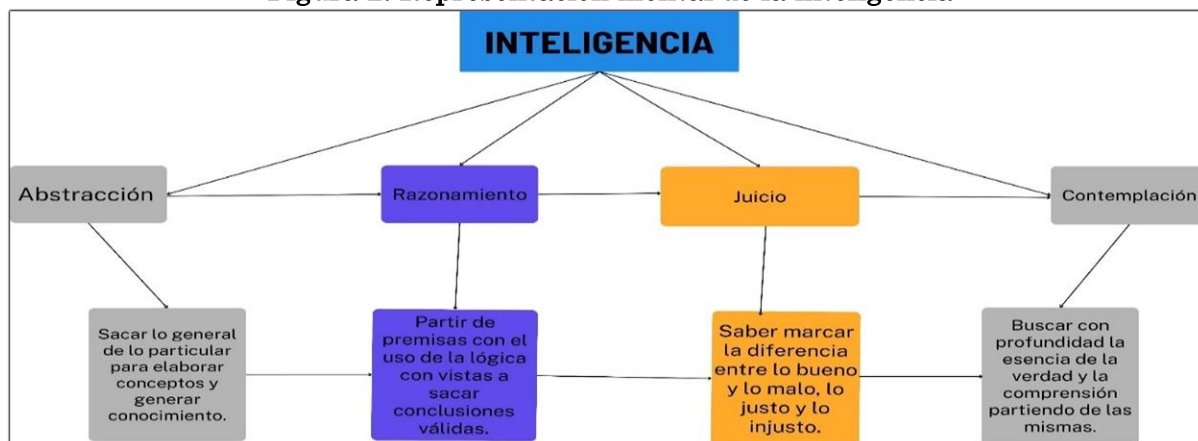 INTELIGENCIA
Abstracción
Razonamiento
Juicio
Contemplación
Sacar lo general
de lo particular
para elaborar
conceptos y
generar
conocimiento.
Partir de
premisas con el
uso de la lógica
con vistas a
sacar
conclusiones
válidas.
Saber marcar
la diferencia
entre lo bueno
y lo malo, lo
justo y lo
injusto.
Buscar con
profundidad la
esencia de la
verdad y la
comprensión
partiendo de las
mismas.